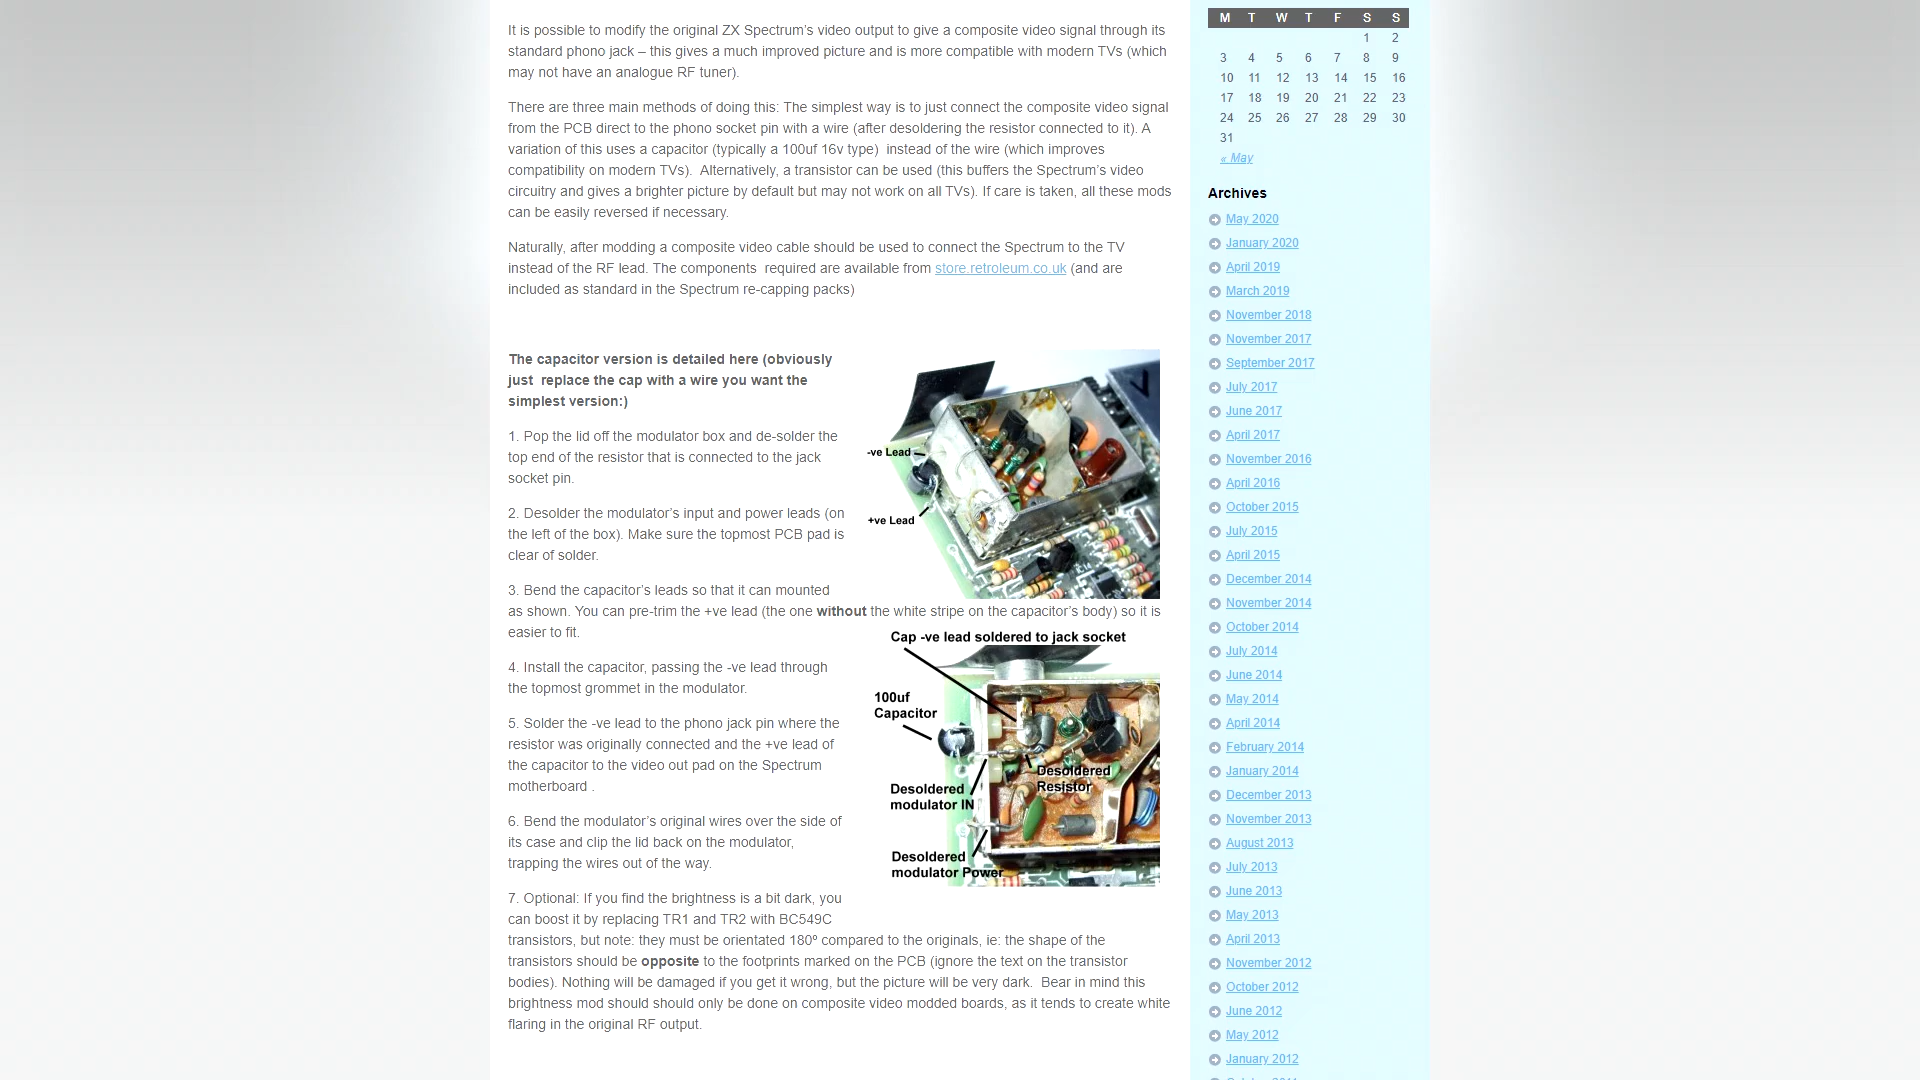 It is possible to modify the original ZX Spectrum’s video output to give a composite video signal through its
standard phono jack – this gives a much improved picture and is more compatible with modern TVs (which
may not have an analogue RF tuner).
There are three main methods of doing this: The simplest way is to just connect the composite video signal
from the PCB direct to the phono socket pin with a wire (after desoldering the resistor connected to it). A
variation of this uses a capacitor (typically a 100uf 16v type)  instead of the wire (which improves
compatibility on modern TVs).  Alternatively, a transistor can be used (this buffers the Spectrum’s video
circuitry and gives a brighter picture by default but may not work on all TVs). If care is taken, all these mods
can be easily reversed if necessary.
Naturally, after modding a composite video cable should be used to connect the Spectrum to the TV
instead of the RF lead. The components  required are available from store.retroleum.co.uk (and are
included as standard in the Spectrum re-capping packs)
The capacitor version is detailed here (obviously
just  replace the cap with a wire you want the
simplest version:)
1. Pop the lid off the modulator box and de-solder the
top end of the resistor that is connected to the jack
socket pin.
2. Desolder the modulator’s input and power leads (on
the left of the box). Make sure the topmost PCB pad is
clear of solder.
-ve Lead
+ve Lead
3. Bend the capacitor’s leads so that it can mounted
as shown. You can pre-trim the +ve lead (the one without the white stripe on the capacitor’s body) so it is
easier to fit.
4. Install the capacitor, passing the -ve lead through
the topmost grommet in the modulator.
5. Solder the -ve lead to the phono jack pin where the
resistor was originally connected and the +ve lead of
the capacitor to the video out pad on the Spectrum
motherboard .
6. Bend the modulator’s original wires over the side of
its case and clip the lid back on the modulator,
trapping the wires out of the way.
Cap -ve lead soldered to jack socket
100uf
Capacitor
Desoldered
Resistor
Desoldered
modulator IN
Desoldered
modulator Power
7. Optional: If you find the brightness is a bit dark, you
can boost it by replacing TR1 and TR2 with BC549C
transistors, but note: they must be orientated 180º compared to the originals, ie: the shape of the
transistors should be opposite to the footprints marked on the PCB (ignore the text on the transistor
bodies). Nothing will be damaged if you get it wrong, but the picture will be very dark.  Bear in mind this
brightness mod should should only be done on composite video modded boards, as it tends to create white
flaring in the original RF output.
M T W T F S S
1 2
3 4 5 6 7 8 9
10 11 12 13 14 15 16
17 18 19 20 21 22 23
24 25 26 27 28 29 30
31
« May
Archives
May 2020
January 2020
April 2019
March 2019
November 2018
November 2017
September 2017
July 2017
June 2017
April 2017
November 2016
April 2016
October 2015
July 2015
April 2015
December 2014
November 2014
October 2014
July 2014
June 2014
May 2014
April 2014
February 2014
January 2014
December 2013
November 2013
August 2013
July 2013
June 2013
May 2013
April 2013
November 2012
October 2012
June 2012
May 2012
January 2012